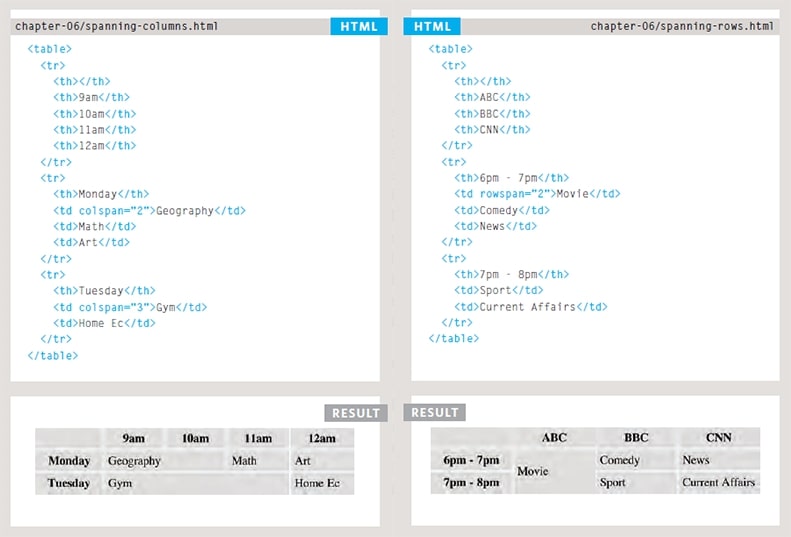 chapter-06/spanning-columns.html HTML
<table>
<tr>
<th></th>
<th>9am</th>
<th>10am</th>
<th>11am</th>
<th>12am</th>
</tr>
<tr>
<th>Monday</th>
<td colspan="2">Geography</td>
<td>Math</td>
<td>Art</td>
</tr>
<tr>
<th>Tuesday</th>
<td colspan="3">Gym</td>
<td>Home Ec</td>
</tr>
</table>
RESULT
9am 10am 11am 12am
Monday Geography Math Art
Tuesday Gym Home Ec
HTML chapter-06/spanning-rows.html
<table>
<tr>
<th></th>
<th>ABC</th>
<th>BBC</th>
<th>CNN</th>
</tr>
<tr>
<th>6pm - 7pm</th>
<td rowspan="2">Movie</td>
<td>Comedy</td>
<td>News</td>
</tr>
<tr>
<th>7pm - 8pm</th>
<td>Sport</td>
<td>Current Affairs</td>
</tr>
</table>
RESULT
ABC BBC CNN
6pm - 7pm Comedy News
Movie
7pm - 8pm Sport Current Affairs